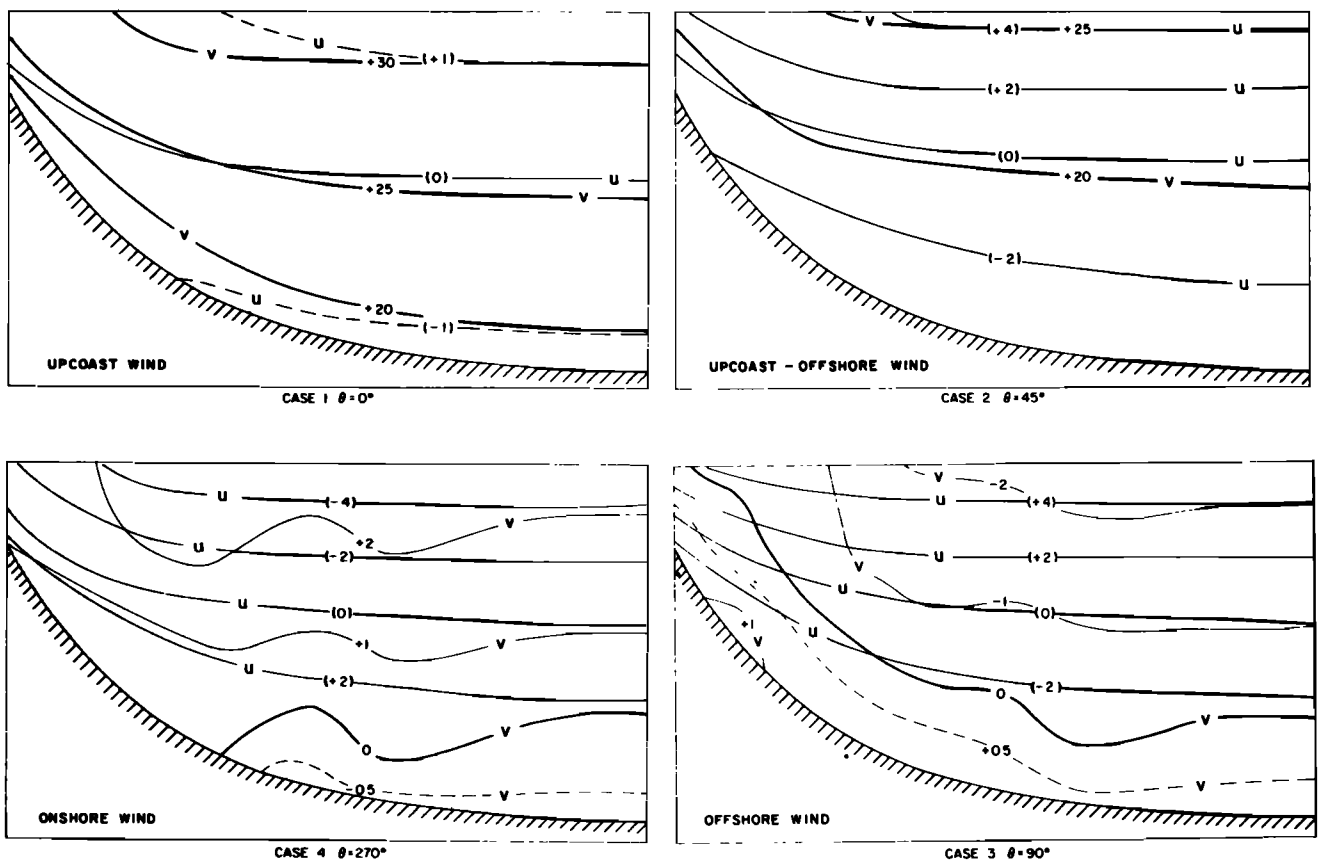 u
(+1)
v
+30
(0)
u
+25
v
v
+20
u
(-1)
UPCOAST WIND
CASE 1 θ=0°
v
(+4)
+25
u
(+2)
u
(0)
u
+20
v
(-2)
u
UPCOAST - OFFSHORE WIND
CASE 2 θ=45°
u
(-4)
v
+2
u
(-2)
u
(0)
+1
v
u
(+2)
0
v
-05
v
ONSHORE WIND
CASE 4 θ=270°
v
-2
u
(+4)
u
(+2)
v
u
-1
(0)
+1
v
u
(-2)
0
v
+05
v
OFFSHORE WIND
CASE 3 θ=90°